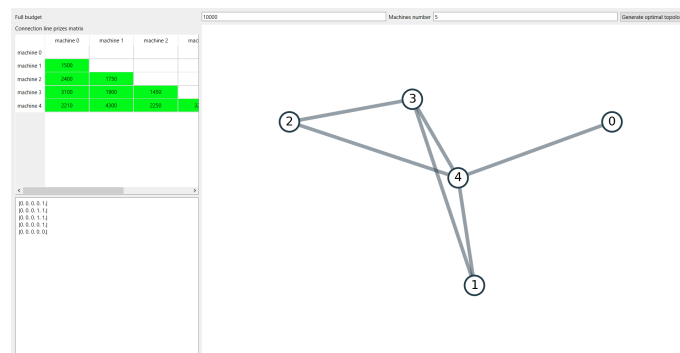 Full budget
10000
Machines number
5
Generate optimal topolo
Connection line prizes matrix
machine 0
machine 1
machine 2
mac
machine 0
machine 1
1500
machine 2
2400
1750
machine 3
3100
1900
1450
machine 4
2210
4300
2250
[0. 0. 0. 0. 1.]
[0. 0. 0. 1. 1.]
[0. 0. 0. 1. 1.]
[0. 0. 0. 0. 1.]
[0. 0. 0. 0. 0.]
3
2
0
4
1